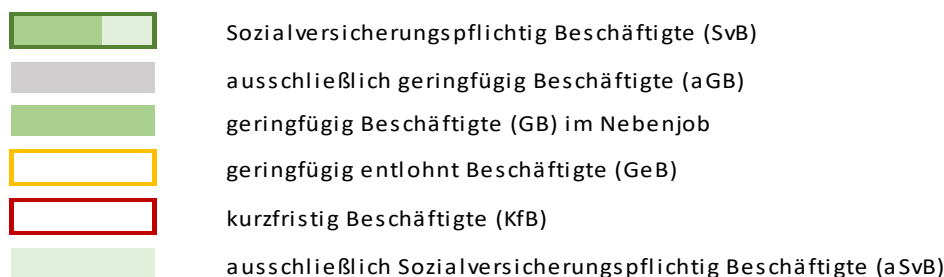 Sozialversicherungspflichtig Beschäftigte (SvB)
ausschließlich geringfügig Beschäftigte (aGB)
geringfügig Beschäftigte (GB) im Nebenjob
geringfügig entlohnt Beschäftigte (GeB)
kurzfristig Beschäftigte (KfB)
ausschließlich Sozialversicherungspflichtig Beschäftigte (aSvB)